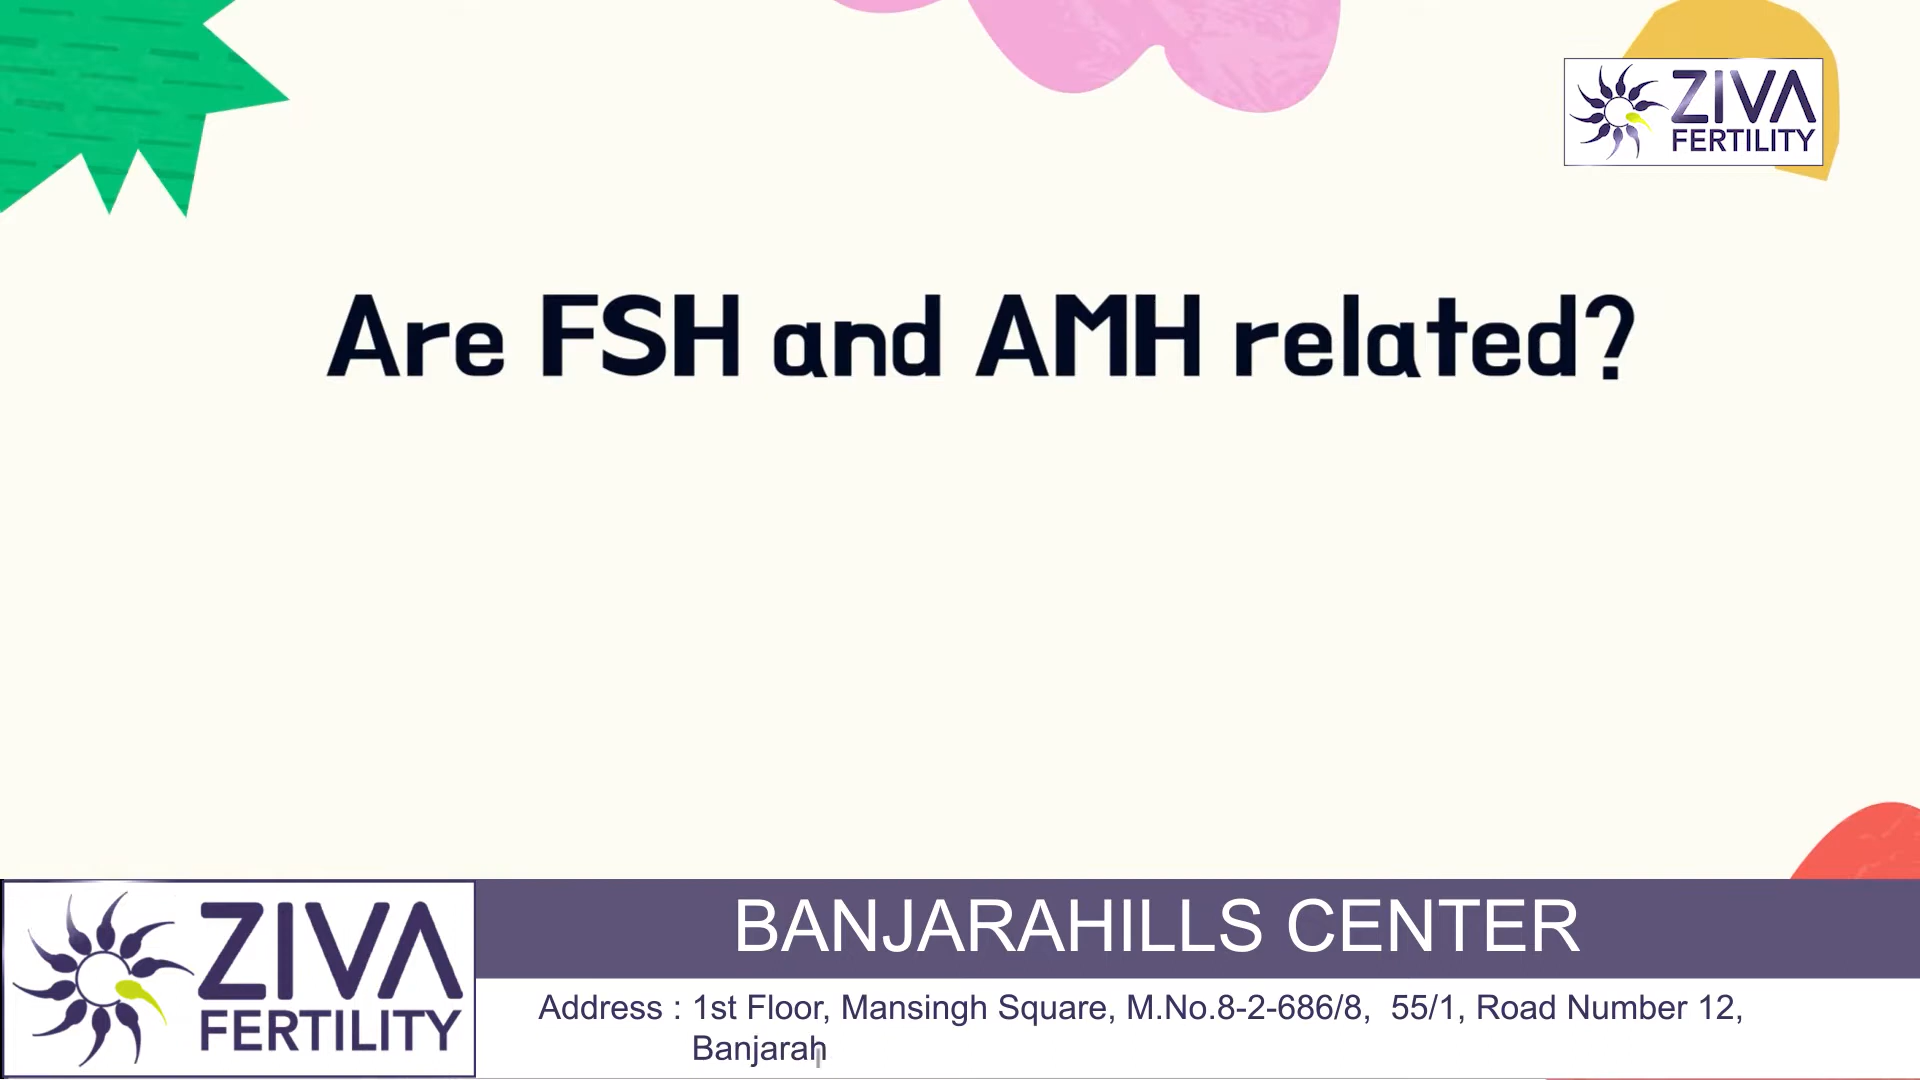 ZIVA
FERTILITY
Are FSH and AMH related?
ZIVA
FERTILITY
BANJARAHILLS CENTER
Address : 1st Floor, Mansingh Square, M.No.8-2-686/8, 55/1, Road Number 12,
Banjarah